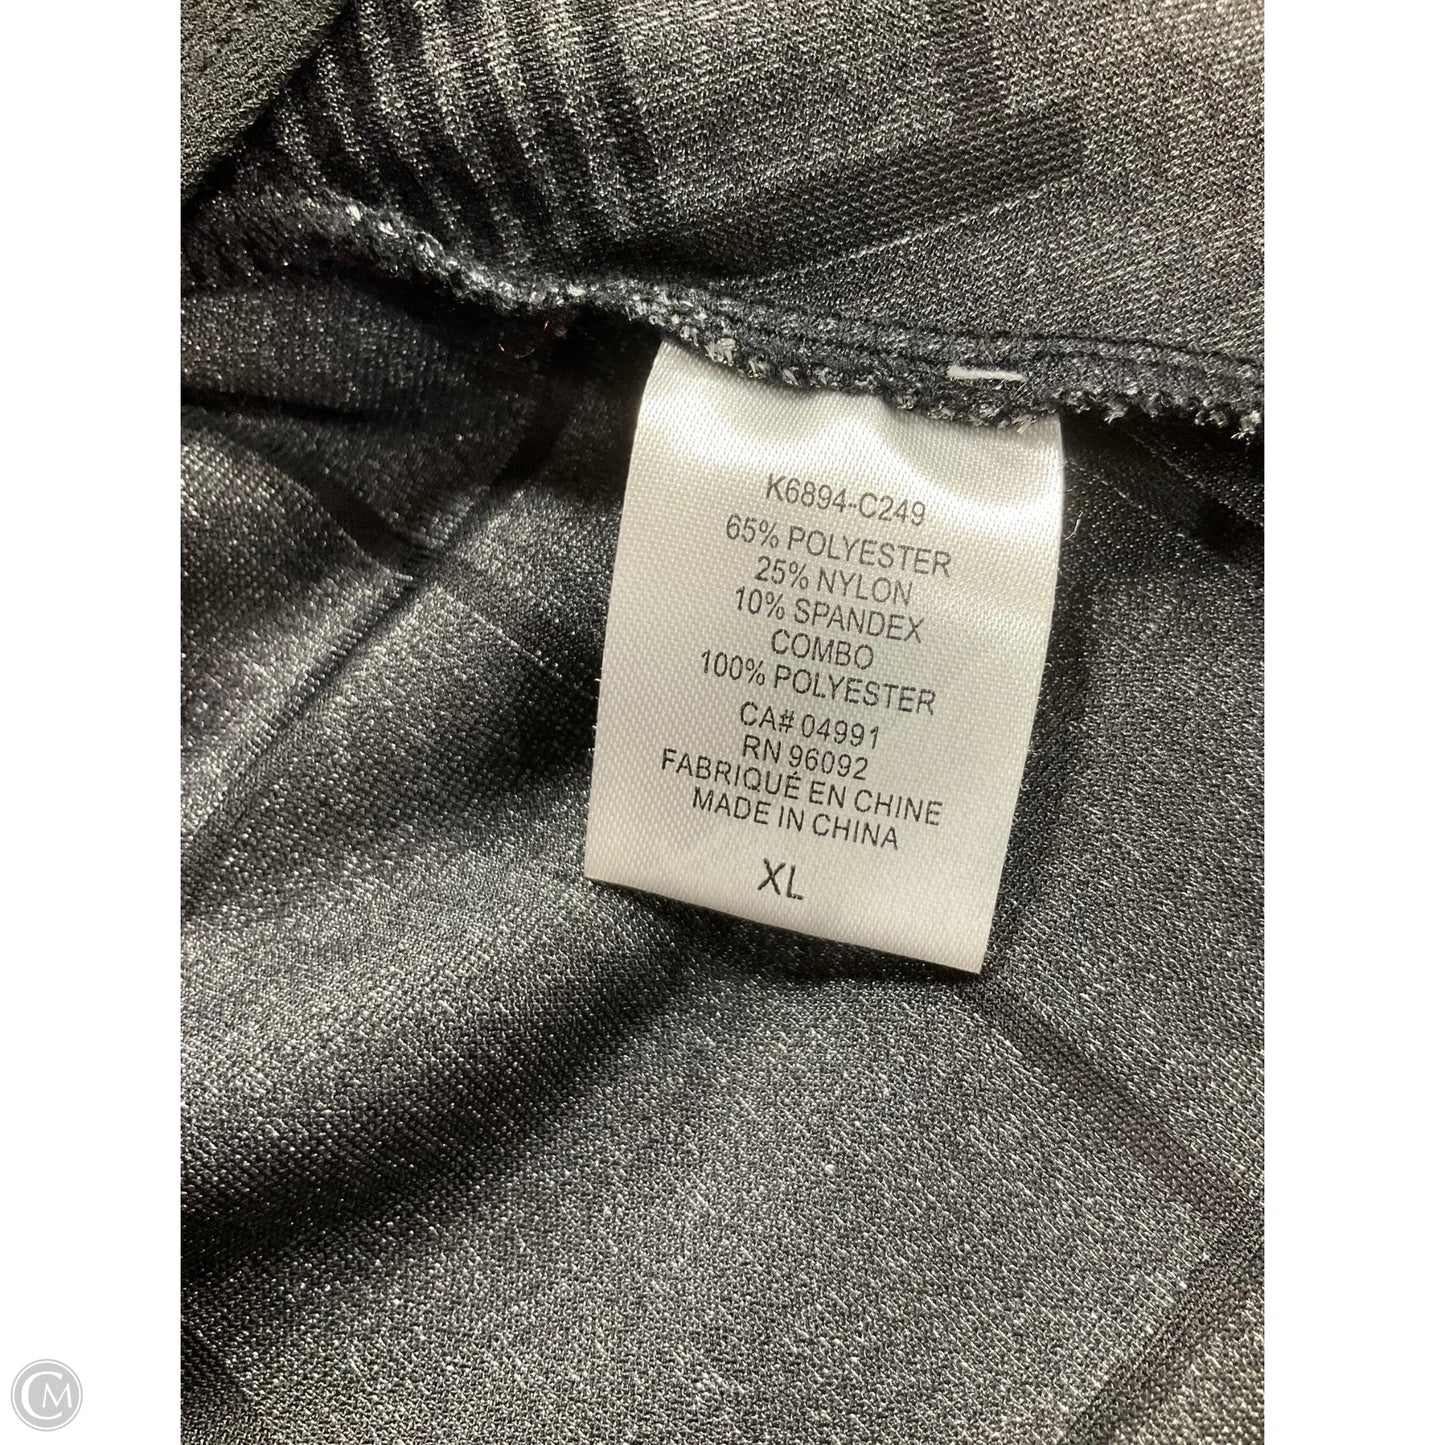 K6894-C249
65% POLYESTER
25% NYLON
10% SPANDEX
COMBO
100% POLYESTER
CA# 04991
RN 96092
FABRIQUÉ EN CHINE
MADE IN CHINA
XL
CM